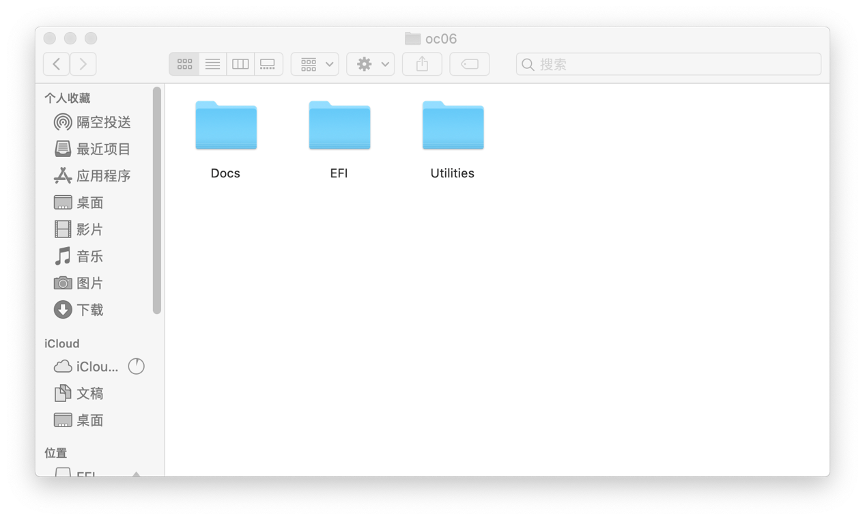 oc06
搜索
个人收藏
隔空投送
最近项目
应用程序
桌面
影片
音乐
图片
下载
iCloud
iClou...
文稿
桌面
位置
EFI
Docs
EFI
Utilities